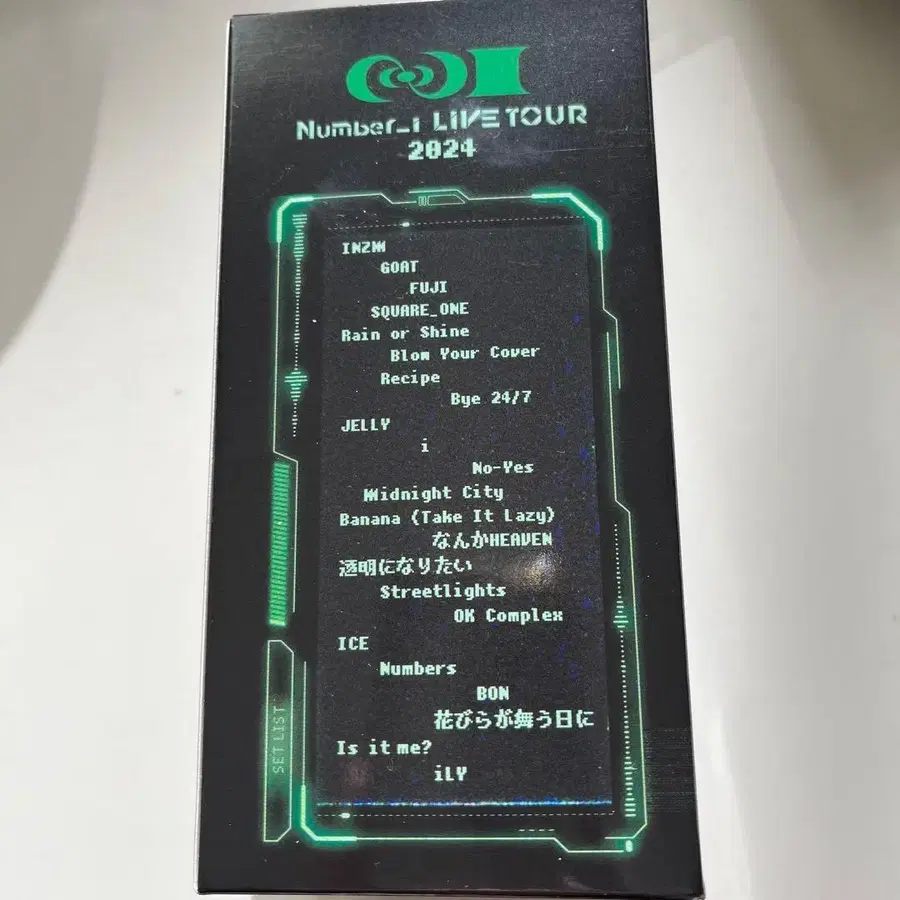 Number_i LIVE TOUR
2024
INZM
GOAT
FUJI
SQUARE_ONE
Rain or Shine
Blow Your Cover
Recipe
Bye 24/7
JELLY
i
No-Yes
Midnight City
Banana (Take It Lazy)
なんかHEAVEN
透明になりたい
Streetlights
OK Complex
ICE
Numbers
BON
花びらが舞う日に
Is it me?
iLY
SET LIST